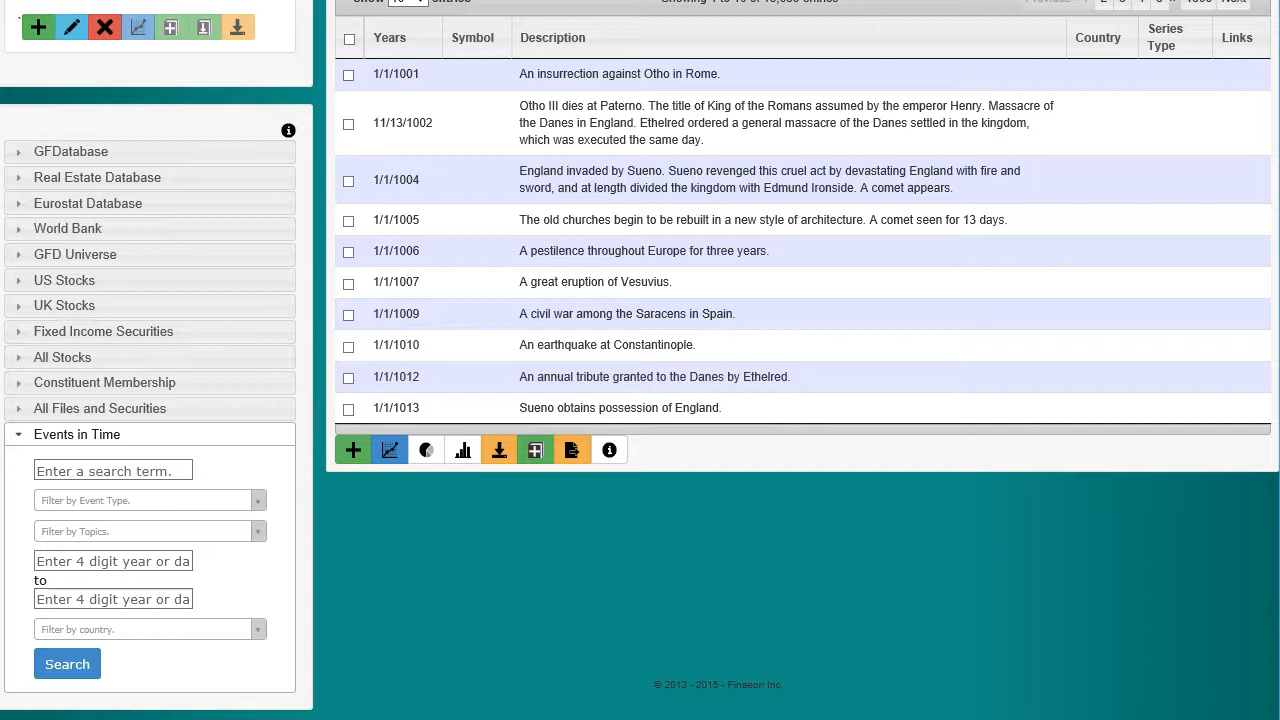 Years Symbol Description Country Series Type Links
1/1/1001 An insurrection against Otho in Rome.
11/13/1002 Otho III dies at Paterno. The title of King of the Romans assumed by the emperor Henry. Massacre of
the Danes in England. Ethelred ordered a general massacre of the Danes settled in the kingdom,
which was executed the same day.
1/1/1004 England invaded by Sueno. Sueno revenged this cruel act by devastating England with fire and
sword, and at length divided the kingdom with Edmund Ironside. A comet appears.
1/1/1005 The old churches begin to be rebuilt in a new style of architecture. A comet seen for 13 days.
1/1/1006 A pestilence throughout Europe for three years.
1/1/1007 A great eruption of Vesuvius.
1/1/1009 A civil war among the Saracens in Spain.
1/1/1010 An earthquake at Constantinople.
1/1/1012 An annual tribute granted to the Danes by Ethelred.
1/1/1013 Sueno obtains possession of England.
GFDatabase
Real Estate Database
Eurostat Database
World Bank
GFD Universe
US Stocks
UK Stocks
Fixed Income Securities
All Stocks
Constituent Membership
All Files and Securities
Events in Time
Enter a search term.
Filter by Event Type.
Filter by Topics.
Enter 4 digit year or da
to
Enter 4 digit year or da
Filter by country.
Search
© 2013 - 2015 - Finaeon Inc.